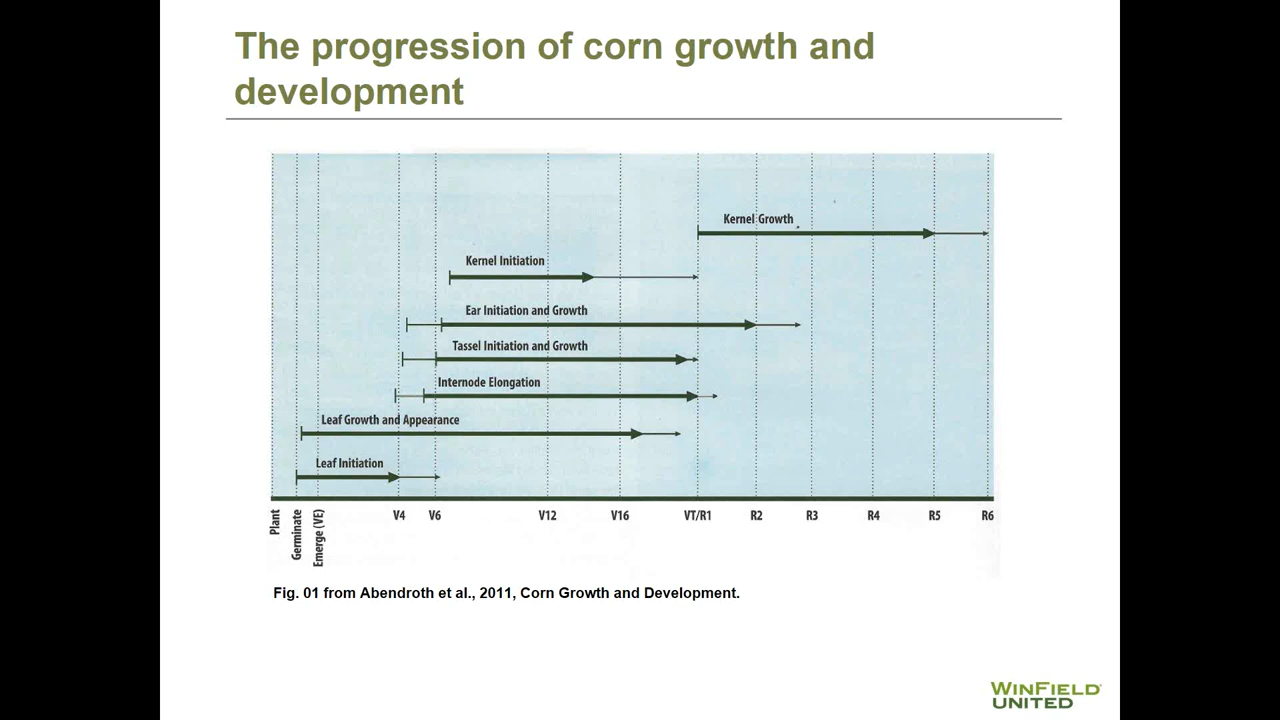 The progression of corn growth and
development
Kernel Growth
Kernel Initiation
Ear Initiation and Growth
Tassel Initiation and Growth
Internode Elongation
Leaf Growth and Appearance
Leaf Initiation
Plant
Germinate
Emerge (VE)
V4
V6
V12
V16
VT/R1
R2
R3
R4
R5
R6
Fig. 01 from Abendroth et al., 2011, Corn Growth and Development.
WINFIELD
UNITED